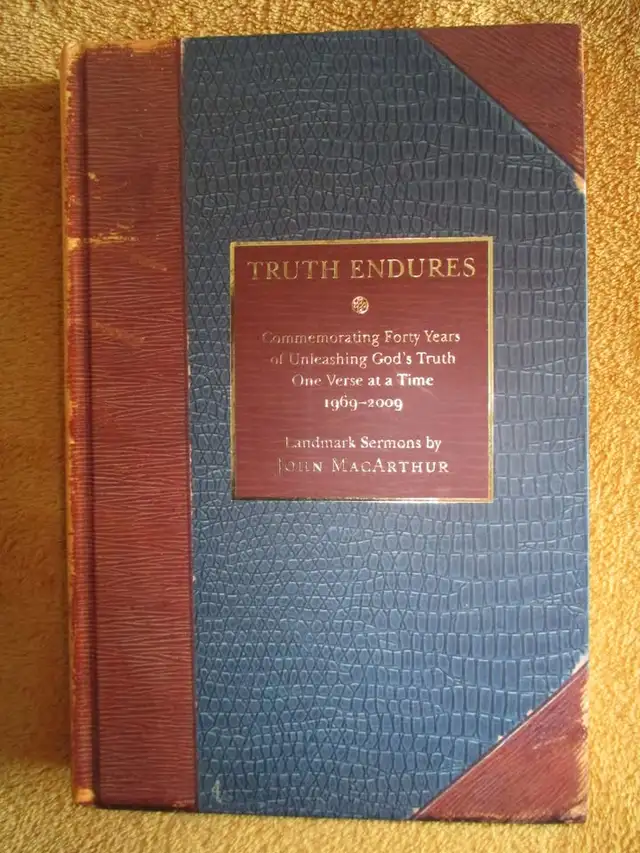 TRUTH ENDURES
Commemorating Forty Years
of Unleashing God's Truth
One Verse at a Time
1969–2009
Landmark Sermons by
JOHN MACARTHUR